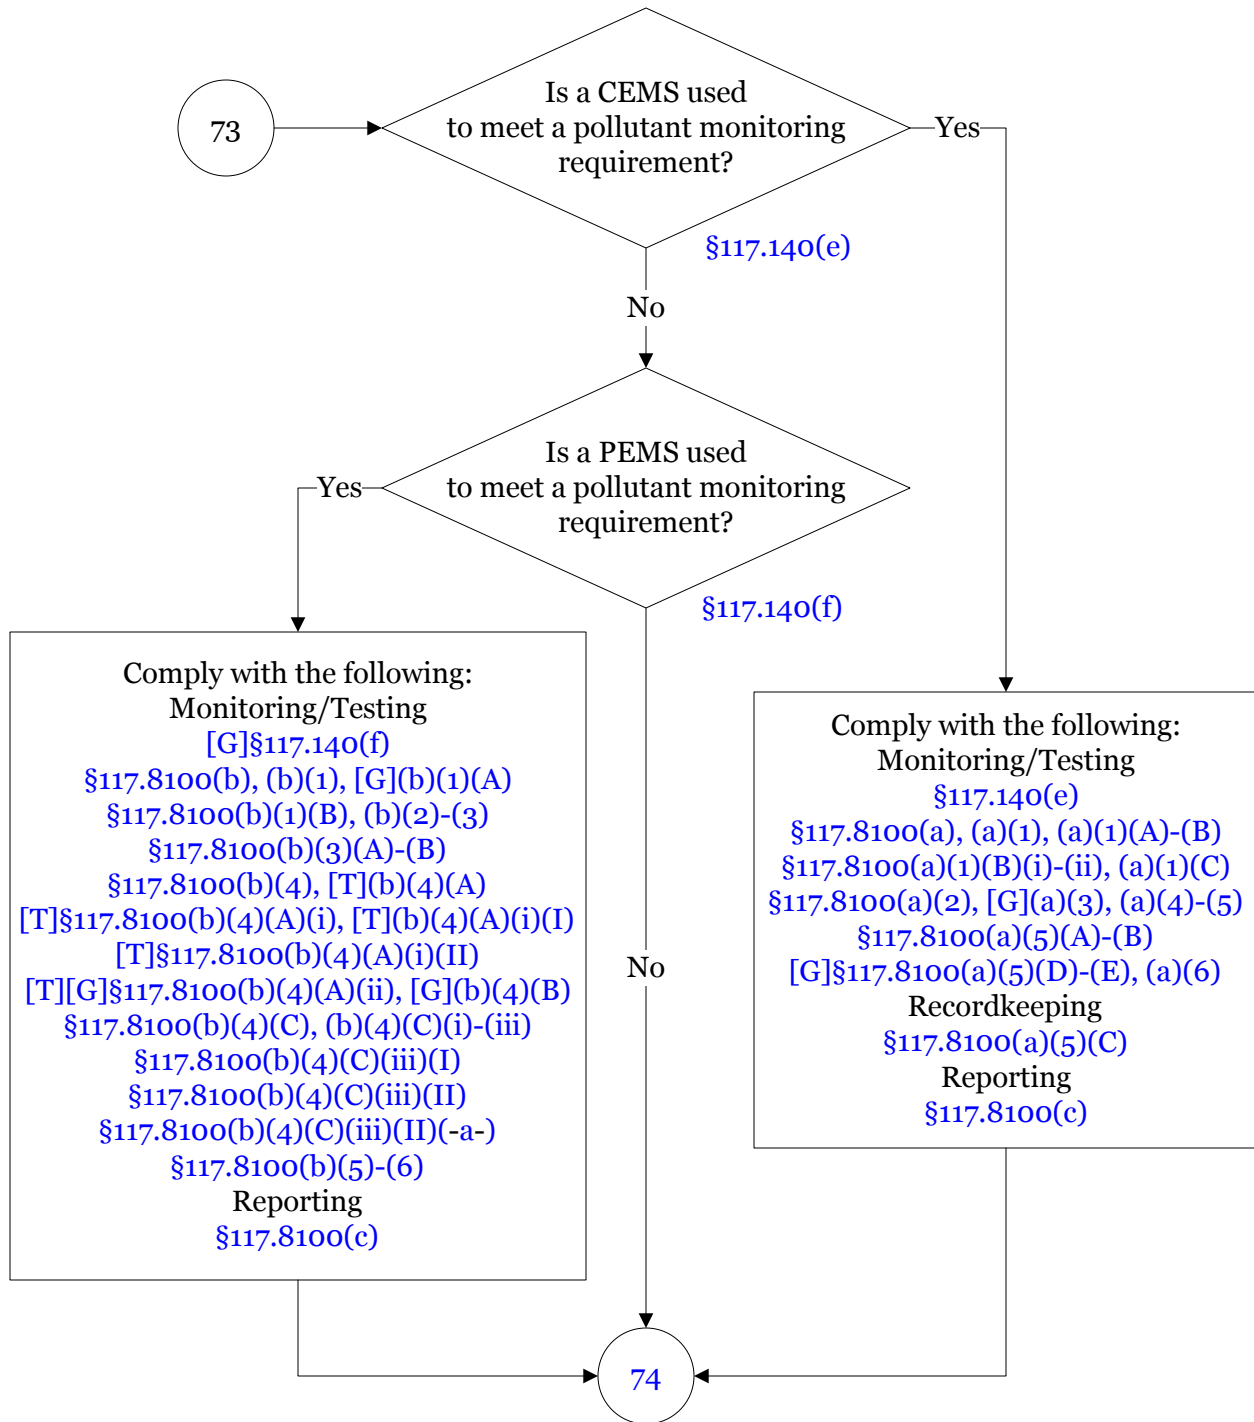 73
Is a CEMS used
to meet a pollutant monitoring
requirement?
Yes
§117.140(e)
No
Is a PEMS used
to meet a pollutant monitoring
requirement?
Yes
§117.140(f)
No
Comply with the following:
Monitoring/Testing
[G]§117.140(f)
§117.8100(b), (b)(1), [G](b)(1)(A)
§117.8100(b)(1)(B), (b)(2)-(3)
§117.8100(b)(3)(A)-(B)
§117.8100(b)(4), [T](b)(4)(A)
[T]§117.8100(b)(4)(A)(i), [T](b)(4)(A)(i)(I)
[T]§117.8100(b)(4)(A)(i)(II)
[T][G]§117.8100(b)(4)(A)(ii), [G](b)(4)(B)
§117.8100(b)(4)(C), (b)(4)(C)(i)-(iii)
§117.8100(b)(4)(C)(iii)(I)
§117.8100(b)(4)(C)(iii)(II)
§117.8100(b)(4)(C)(iii)(II)(-a-)
§117.8100(b)(5)-(6)
Reporting
§117.8100(c)
Comply with the following:
Monitoring/Testing
§117.140(e)
§117.8100(a), (a)(1), (a)(1)(A)-(B)
§117.8100(a)(1)(B)(i)-(ii), (a)(1)(C)
§117.8100(a)(2), [G](a)(3), (a)(4)-(5)
§117.8100(a)(5)(A)-(B)
[G]§117.8100(a)(5)(D)-(E), (a)(6)
Recordkeeping
§117.8100(a)(5)(C)
Reporting
§117.8100(c)
74